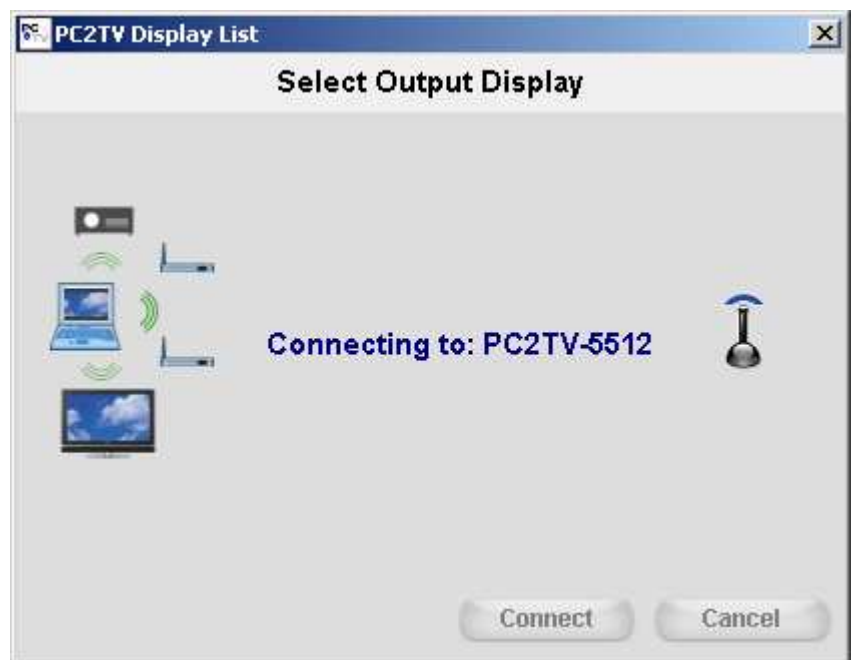 PC2TV Display List
Select Output Display
Connecting to: PC2TV-5512
Connect Cancel